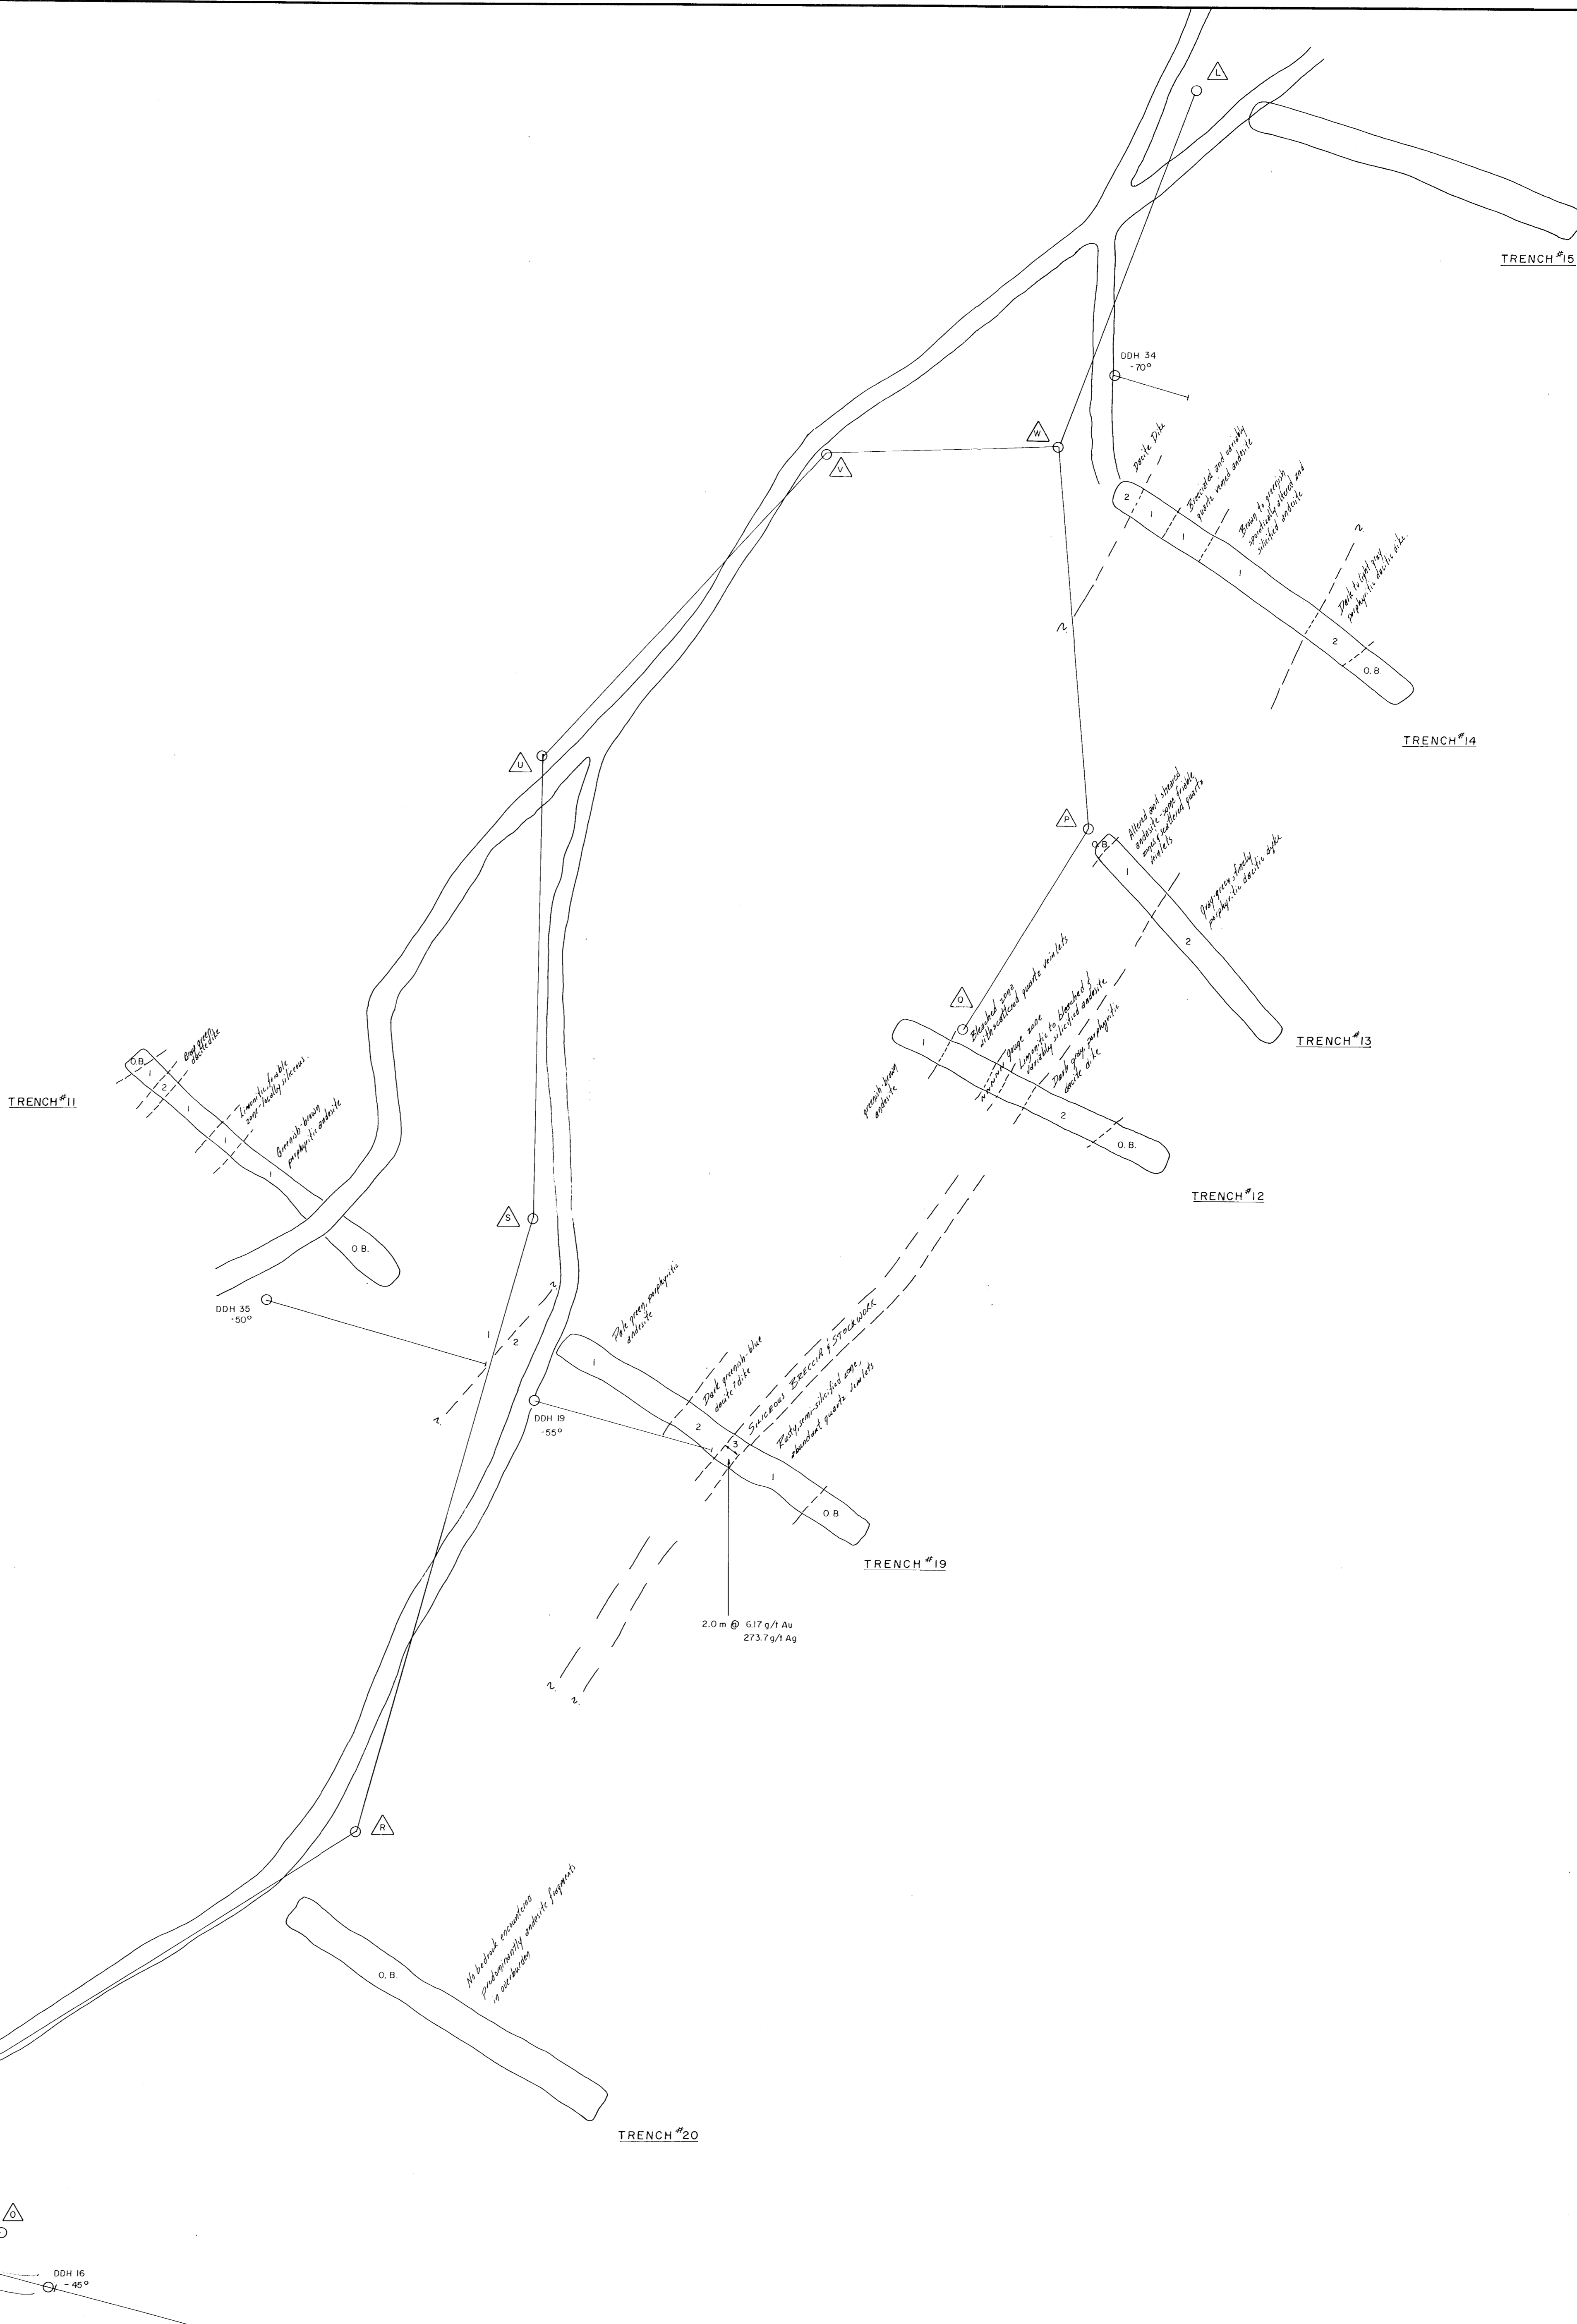 L
TRENCH #15
DDH 34
-70°
W
V
Dacite Dike
Brecciated and variably
quartz veined andesite
Brown to greenish
sporadically altered and
silicified andesite
2
1
1
1
?
Dark to light gray
porphyritic dacitic dike.
?
2
O.B.
TRENCH #14
U
P
Altered and sheared
andesite - some friable
zones & scattered quartz
veinlets
O.B.
1
Gray-green, finely
porphyritic dacitic dyke
2
TRENCH #13
Q
Bleached zone
with scattered quartz veinlets
gouge zone
Limonitic to bleached &
variably silicified andesite
Dark gray porphyritic
dacite dike
1
greenish-brown
andesite
2
O.B.
TRENCH #12
O.B.
1
2
Gray green
dacite dike
1
Limonitic, friable
zone - locally siliceous.
1
Greenish-brown
porphyritic andesite
1
TRENCH #11
O.B.
S
DDH 35
-50°
?
1
2
?
Pale green, porphyritic
andesite
1
Dark greenish-blue
dacite? dike
2
SILICEOUS BRECCIA & STOCKWORK
3
Rusty, semi-silicified zone,
abundant quartz veinlets
1
O.B
DDH 19
-55°
TRENCH #19
2.0 m @ 6.17 g/t Au
273.7 g/t Ag
?
?
R
No bedrock encountered
predominantly andesite fragments
in overburden
O.B.
TRENCH #20
O
DDH 16
-45°